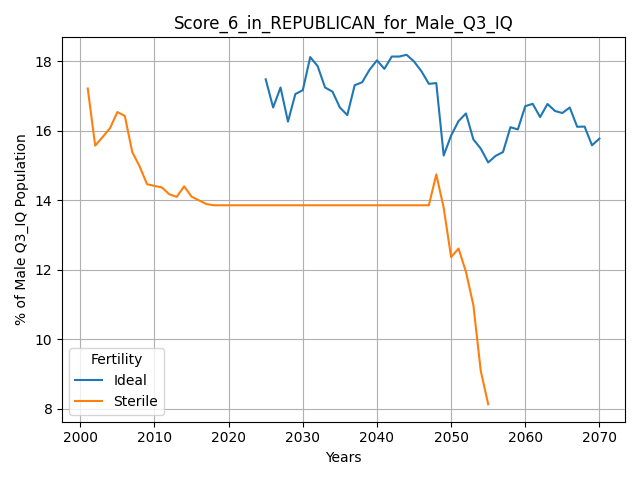 Score_6_in_REPUBLICAN_for_Male_Q3_IQ
% of Male Q3_IQ Population
18
16
14
12
10
8
Fertility
Ideal
Sterile
2000 2010 2020 2030 2040 2050 2060 2070
Years